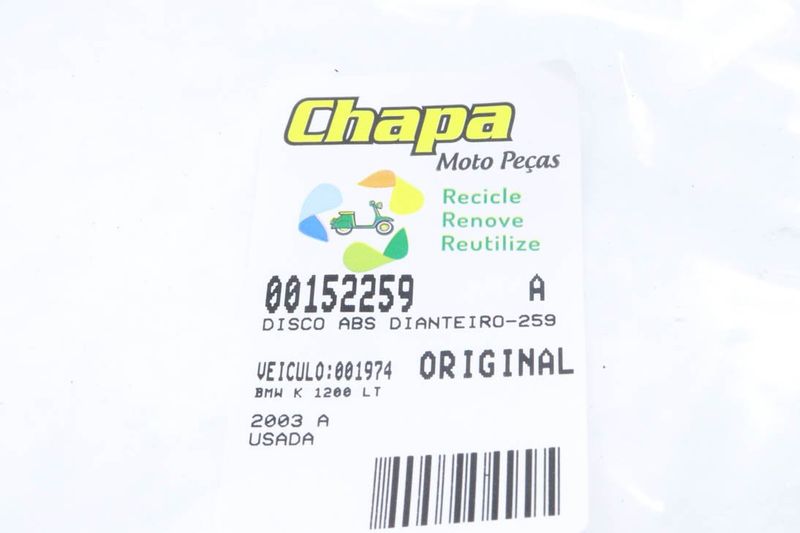 Chapa
Moto Peças
Recicle
Renove
Reutilize
00152259 A
DISCO ABS DIANTEIRO-259
VEICULO:001974 ORIGINAL
BMW K 1200 LT
2003 A
USADA